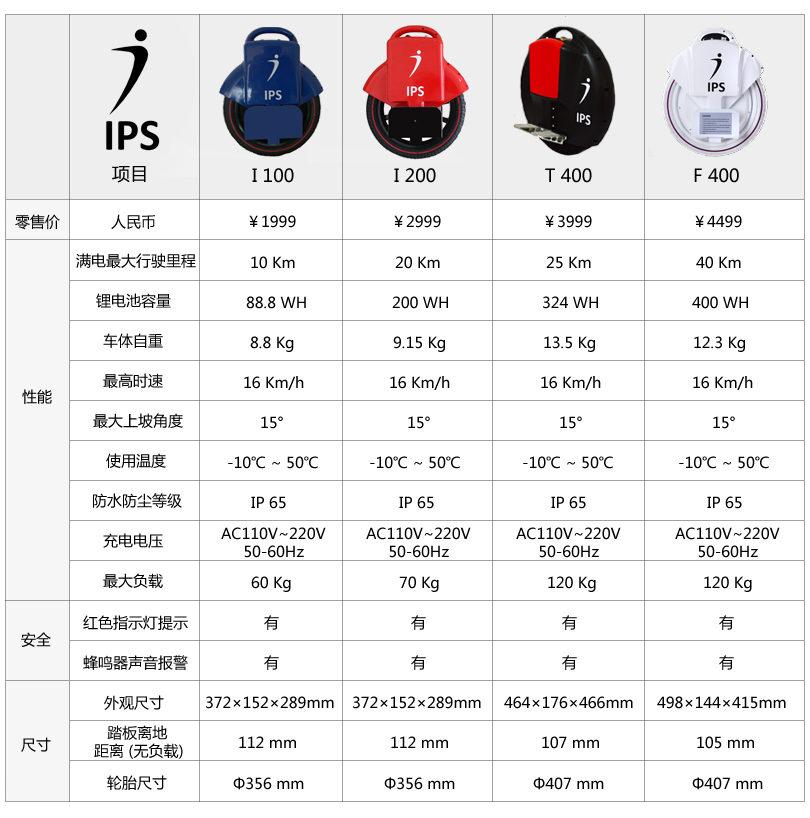 IPS
IPS
IPS
IPS
IPS
项目
I 100
I 200
T 400
F 400
零售价
人民币
￥1999
￥2999
￥3999
￥4499
性能
满电最大行驶里程
10 Km
20 Km
25 Km
40 Km
锂电池容量
88.8 WH
200 WH
324 WH
400 WH
车体自重
8.8 Kg
9.15 Kg
13.5 Kg
12.3 Kg
最高时速
16 Km/h
16 Km/h
16 Km/h
16 Km/h
最大上坡角度
15°
15°
15°
15°
使用温度
-10℃ ~ 50℃
-10℃ ~ 50℃
-10℃ ~ 50℃
-10℃ ~ 50℃
防水防尘等级
IP 65
IP 65
IP 65
IP 65
充电电压
AC110V~220V
50-60Hz
AC110V~220V
50-60Hz
AC110V~220V
50-60Hz
AC110V~220V
50-60Hz
最大负载
60 Kg
70 Kg
120 Kg
120 Kg
安全
红色指示灯提示
有
有
有
有
蜂鸣器声音报警
有
有
有
有
尺寸
外观尺寸
372×152×289mm
372×152×289mm
464×176×466mm
498×144×415mm
踏板离地
距离 (无负载)
112 mm
112 mm
107 mm
105 mm
轮胎尺寸
Φ356 mm
Φ356 mm
Φ407 mm
Φ407 mm